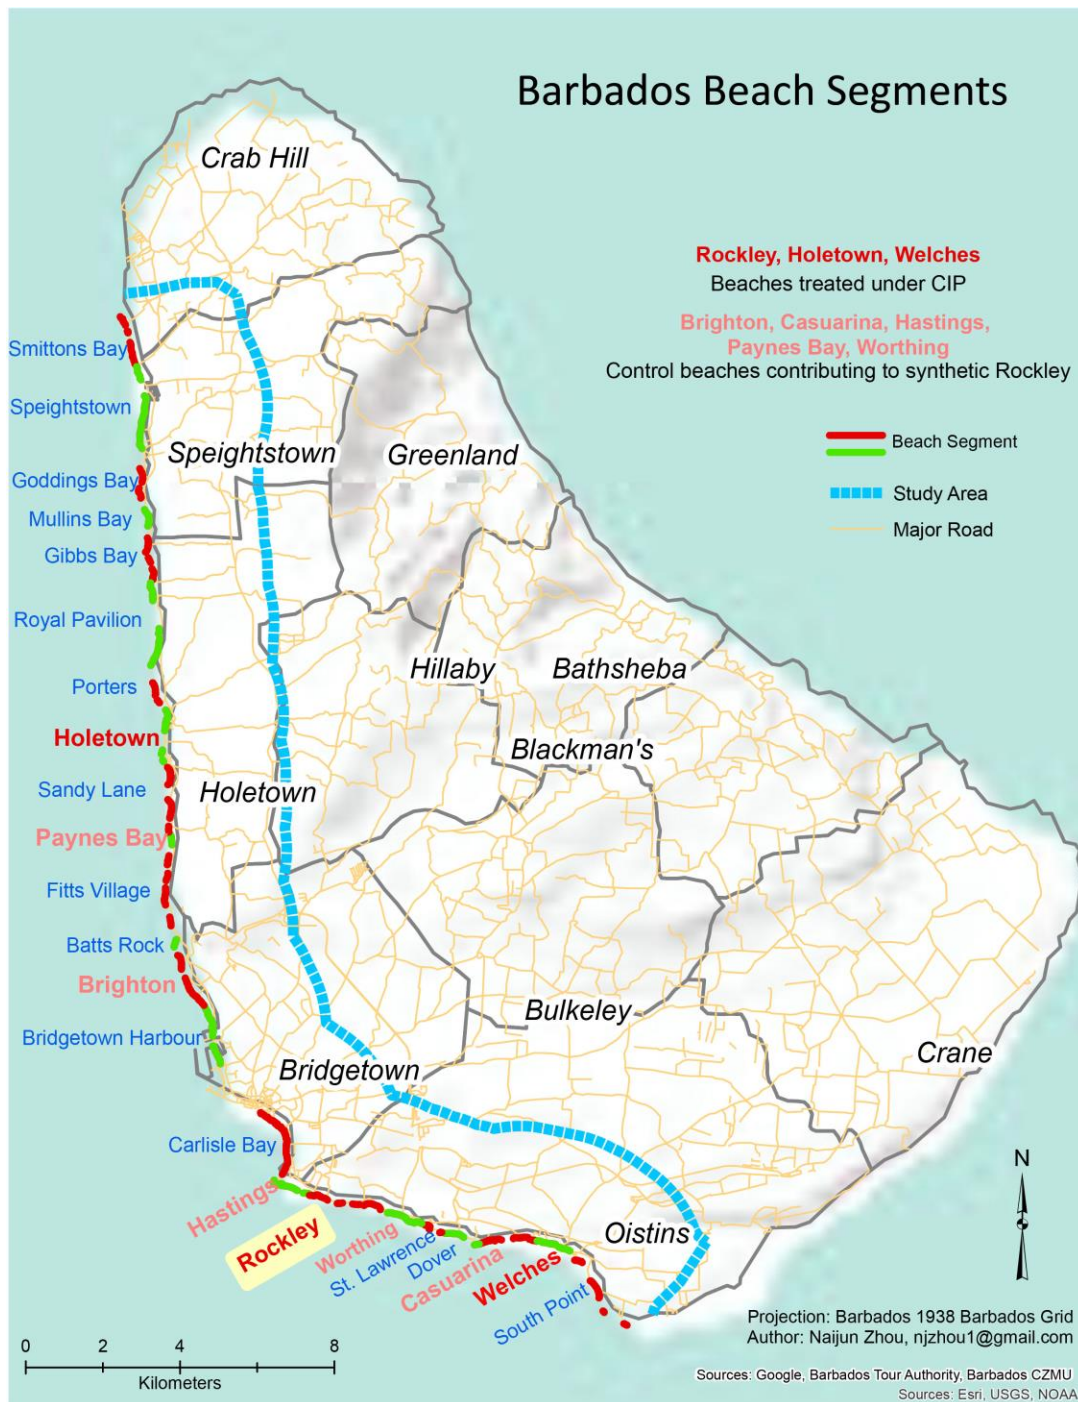 Barbados Beach Segments
Crab Hill
Rockley, Holetown, Welches
Beaches treated under CIP
Brighton, Casuarina, Hastings,
Paynes Bay, Worthing
Control beaches contributing to synthetic Rockley
Beach Segment
Study Area
Major Road
Smittons Bay
Speightstown
Goddings Bay
Mullins Bay
Gibbs Bay
Royal Pavilion
Porters
Holetown
Sandy Lane
Paynes Bay
Fitts Village
Batts Rock
Brighton
Bridgetown Harbour
Carlisle Bay
Hastings
Rockley
Worthing
St. Lawrence
Dover
Casuarina
Welches
South Point
Speightstown
Greenland
Hillaby
Bathsheba
Blackman's
Holetown
Bulkeley
Crane
Bridgetown
Oistins
N
0 2 4 8
Kilometers
Projection: Barbados 1938 Barbados Grid
Author: Naijun Zhou, njzhou1@gmail.com
Sources: Google, Barbados Tour Authority, Barbados CZMU
Sources: Esri, USGS, NOAA